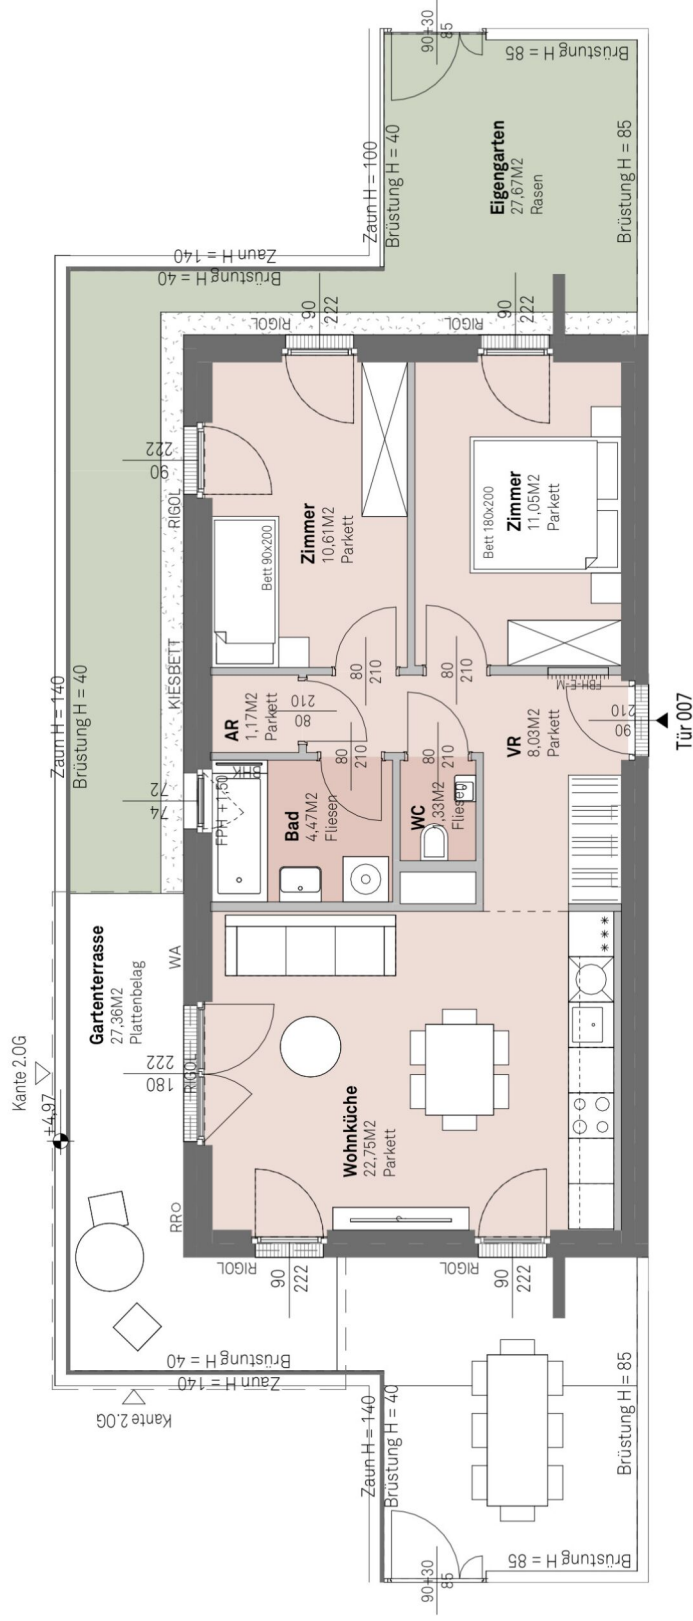 90+30
85
Brüstung H = 85
Zaun H = 100
Brüstung H = 40
Eigengarten
27,67M2
Rasen
Brüstung H = 85
Zaun H = 140
Brüstung H = 40
RIGOL
90
222
RIGOL
90
222
90
222
RIGOL
Zimmer
10,61M2
Parkett
Bett 90x200
Zimmer
11,05M2
Parkett
Bett 180x200
KIESBETT
Zaun H = 140
Brüstung H = 40
80
210
80
210
AR
1,17M2
Parkett
80
210
VR
8,03M2
Parkett
FBH-E-M
90
210
Tür 007
74
72
FPH +1,50
Bad
4,47M2
Fliesen
80
210
WC
,33M2
Fliesen
80
210
Gartenterrasse
27,36M2
Plattenbelag
WA
Kante 2.OG
+4,97
180
222
RIGOL
Wohnküche
22,75M2
Parkett
RRO
RIGOL
90
222
RIGOL
90
222
Brüstung H = 40
Zaun H = 140
Kante 2.OG
Zaun H = 140
Brüstung H = 40
Brüstung H = 85
Brüstung H = 85
90+30
85